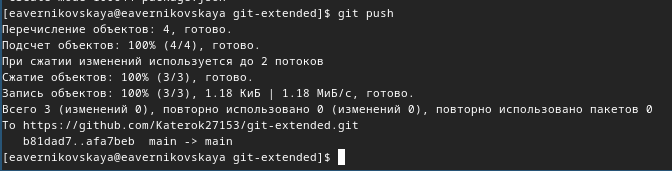 [eavernikovskaya@eavernikovskaya git-extended]$ git push
Перечисление объектов: 4, готово.
Подсчет объектов: 100% (4/4), готово.
При сжатии изменений используется до 2 потоков
Сжатие объектов: 100% (3/3), готово.
Запись объектов: 100% (3/3), 1.18 КиБ | 1.18 МиБ/с, готово.
Всего 3 (изменений 0), повторно использовано 0 (изменений 0), повторно использовано пакетов 0
To https://github.com/Katerok27153/git-extended.git
   b81dad7..afa7beb  main -> main
[eavernikovskaya@eavernikovskaya git-extended]$